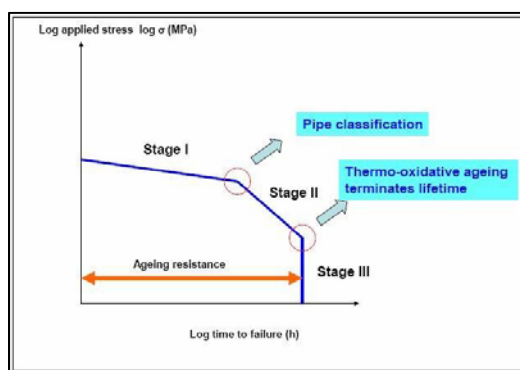 Log applied stress log σ (MPa)
Pipe classification
Stage I
Thermo-oxidative ageing
terminates lifetime
Stage II
Ageing resistance
Stage III
Log time to failure (h)